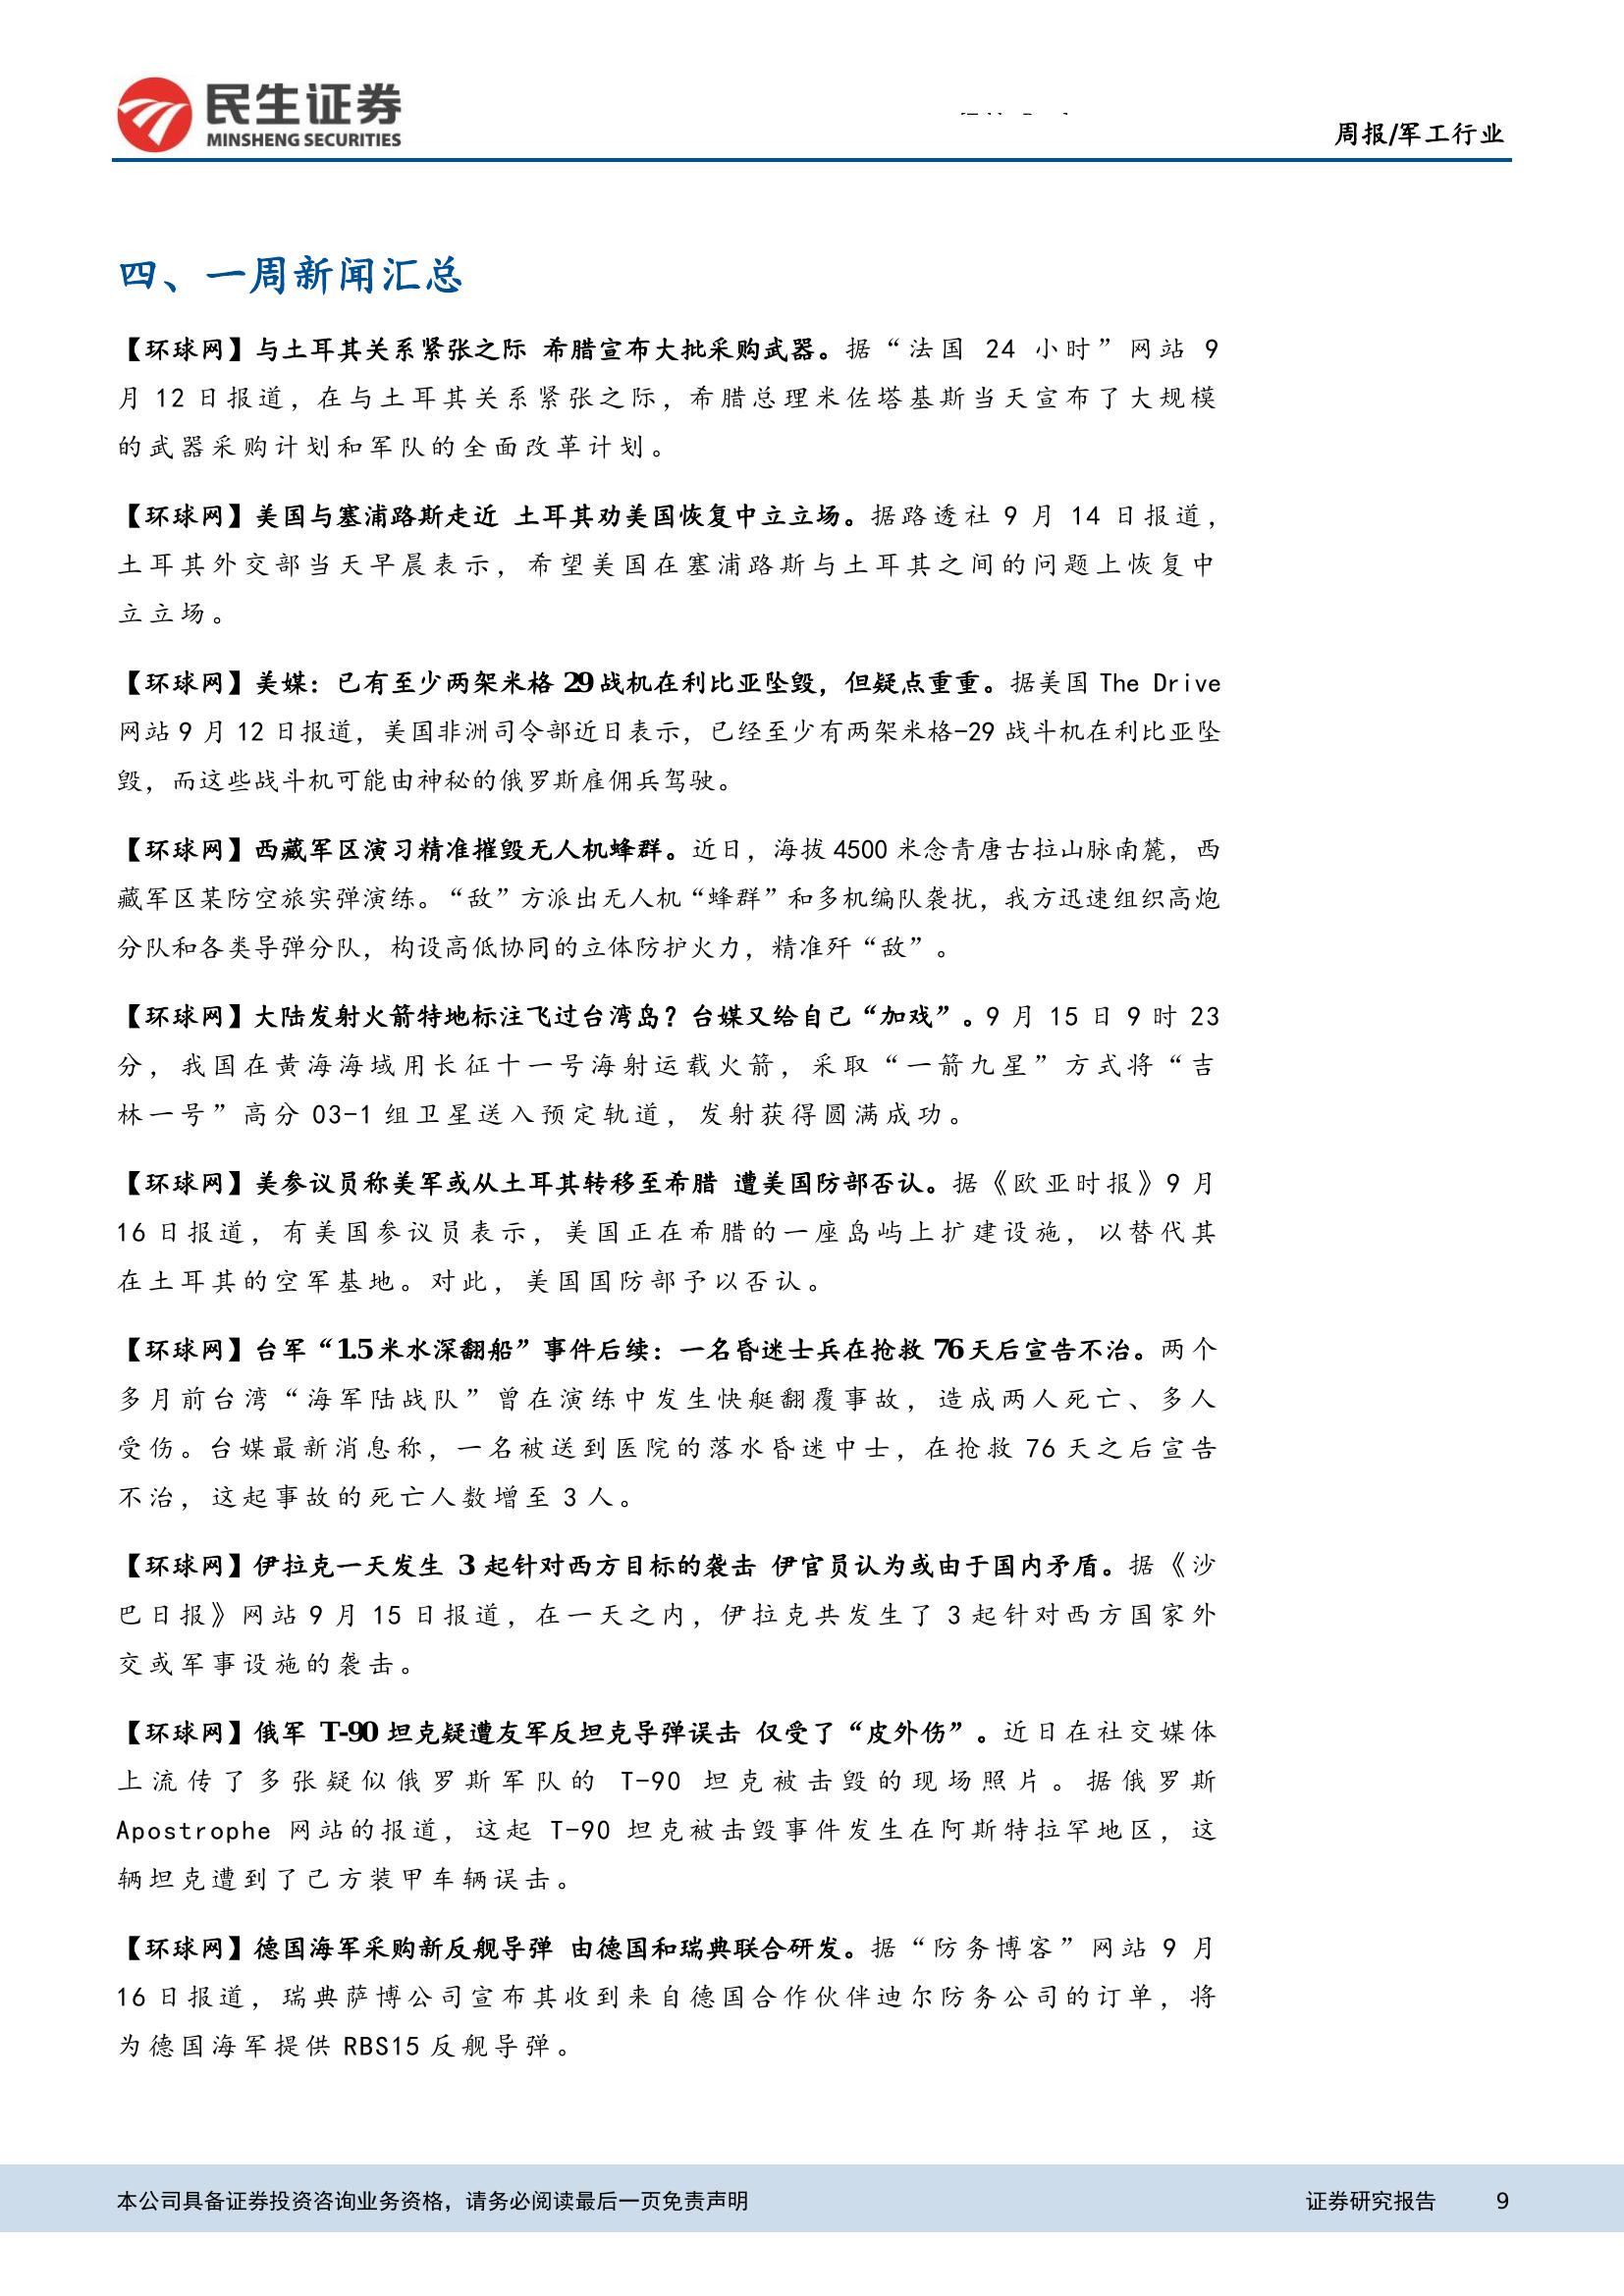 民生证券
MINSHENG SECURITIES
周报/军工行业
四、一周新闻汇总
【环球网】与土耳其关系紧张之际 希腊宣布大批采购武器。据“法国 24 小时”网站 9
月 12 日报道，在与土耳其关系紧张之际，希腊总理米佐塔基斯当天宣布了大规模
的武器采购计划和军队的全面改革计划。
【环球网】美国与塞浦路斯走近 土耳其劝美国恢复中立立场。据路透社 9 月 14 日报道，
土耳其外交部当天早晨表示，希望美国在塞浦路斯与土耳其之间的问题上恢复中
立立场。
【环球网】美媒：已有至少两架米格 29 战机在利比亚坠毁，但疑点重重。据美国 The Drive
网站 9 月 12 日报道，美国非洲司令部近日表示，已经至少有两架米格-29 战斗机在利比亚坠
毁，而这些战斗机可能由神秘的俄罗斯雇佣兵驾驶。
【环球网】西藏军区演习精准摧毁无人机蜂群。近日，海拔 4500 米念青唐古拉山脉南麓，西
藏军区某防空旅实弹演练。“敌”方派出无人机“蜂群”和多机编队袭扰，我方迅速组织高炮
分队和各类导弹分队，构设高低协同的立体防护火力，精准歼“敌”。
【环球网】大陆发射火箭特地标注飞过台湾岛？台媒又给自己“加戏”。9 月 15 日 9 时 23
分，我国在黄海海域用长征十一号海射运载火箭，采取“一箭九星”方式将“吉
林一号”高分 03-1 组卫星送入预定轨道，发射获得圆满成功。
【环球网】美参议员称美军或从土耳其转移至希腊 遭美国防部否认。据《欧亚时报》9 月
16 日报道，有美国参议员表示，美国正在希腊的一座岛屿上扩建设施，以替代其
在土耳其的空军基地。对此，美国国防部予以否认。
【环球网】台军“1.5 米水深翻船”事件后续：一名昏迷士兵在抢救 76 天后宣告不治。两个
多月前台湾“海军陆战队”曾在演练中发生快艇翻覆事故，造成两人死亡、多人
受伤。台媒最新消息称，一名被送到医院的落水昏迷中士，在抢救 76 天之后宣告
不治，这起事故的死亡人数增至 3 人。
【环球网】伊拉克一天发生 3 起针对西方目标的袭击 伊官员认为或由于国内矛盾。据《沙
巴日报》网站 9 月 15 日报道，在一天之内，伊拉克共发生了 3 起针对西方国家外
交或军事设施的袭击。
【环球网】俄军 T-90 坦克疑遭友军反坦克导弹误击 仅受了“皮外伤”。近日在社交媒体
上流传了多张疑似俄罗斯军队的 T-90 坦克被击毁的现场照片。据俄罗斯
Apostrophe 网站的报道，这起 T-90 坦克被击毁事件发生在阿斯特拉罕地区，这
辆坦克遭到了己方装甲车辆误击。
【环球网】德国海军采购新反舰导弹 由德国和瑞典联合研发。据“防务博客”网站 9 月
16 日报道，瑞典萨博公司宣布其收到来自德国合作伙伴迪尔防务公司的订单，将
为德国海军提供 RBS15 反舰导弹。
本公司具备证券投资咨询业务资格，请务必阅读最后一页免责声明 证券研究报告 9